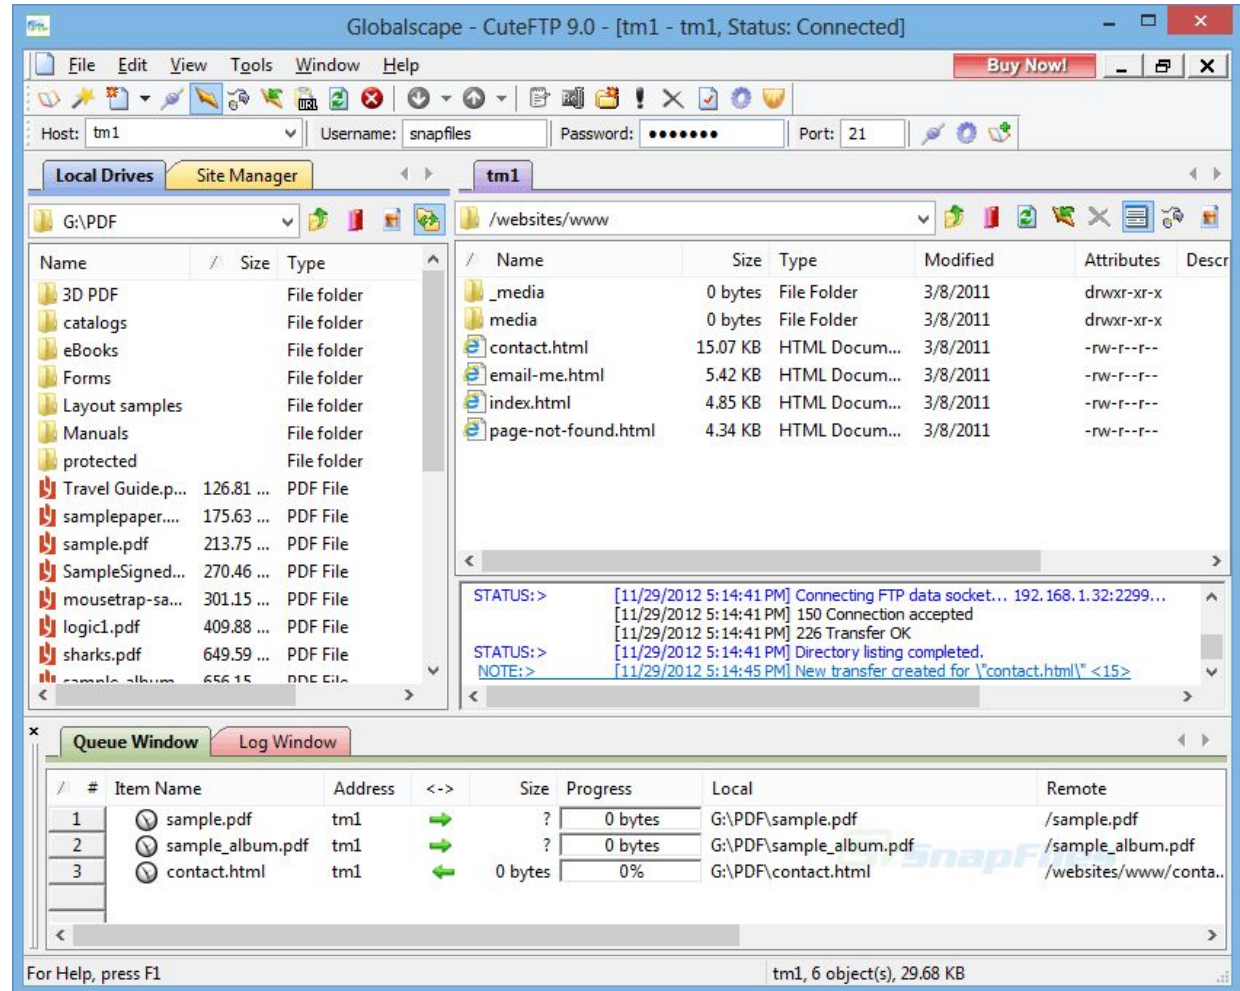 Globalscape - CuteFTP 9.0 - [tm1 - tm1, Status: Connected]
File Edit View Tools Window Help Buy Now!
URL
Host: tm1 Username: snapfiles Password: ●●●●●●● Port: 21
Local Drives Site Manager tm1
G:\PDF /websites/www
Name / Size Type / Name Size Type Modified Attributes Descr
3D PDF File folder _media 0 bytes File Folder 3/8/2011 drwxr-xr-x
catalogs File folder media 0 bytes File Folder 3/8/2011 drwxr-xr-x
eBooks File folder contact.html 15.07 KB HTML Docum... 3/8/2011 -rw-r--r--
Forms File folder email-me.html 5.42 KB HTML Docum... 3/8/2011 -rw-r--r--
Layout samples File folder index.html 4.85 KB HTML Docum... 3/8/2011 -rw-r--r--
Manuals File folder page-not-found.html 4.34 KB HTML Docum... 3/8/2011 -rw-r--r--
protected File folder
Travel Guide.p... 126.81 ... PDF File
samplepaper.... 175.63 ... PDF File
sample.pdf 213.75 ... PDF File
SampleSigned... 270.46 ... PDF File
mousetrap-sa... 301.15 ... PDF File
logic1.pdf 409.88 ... PDF File
sharks.pdf 649.59 ... PDF File
sample_album... 656.15 ... PDF File
STATUS:> [11/29/2012 5:14:41 PM] Connecting FTP data socket... 192.168.1.32:2299...
[11/29/2012 5:14:41 PM] 150 Connection accepted
[11/29/2012 5:14:41 PM] 226 Transfer OK
STATUS:> [11/29/2012 5:14:41 PM] Directory listing completed.
NOTE:> [11/29/2012 5:14:45 PM] New transfer created for \"contact.html\" <15>
Queue Window Log Window
/ # Item Name Address <-> Size Progress Local Remote
1 sample.pdf tm1 ? 0 bytes G:\PDF\sample.pdf /sample.pdf
2 sample_album.pdf tm1 ? 0 bytes G:\PDF\sample_album.pdf /sample_album.pdf
3 contact.html tm1 0 bytes 0% G:\PDF\contact.html /websites/www/conta...
SnapFiles
For Help, press F1 tm1, 6 object(s), 29.68 KB